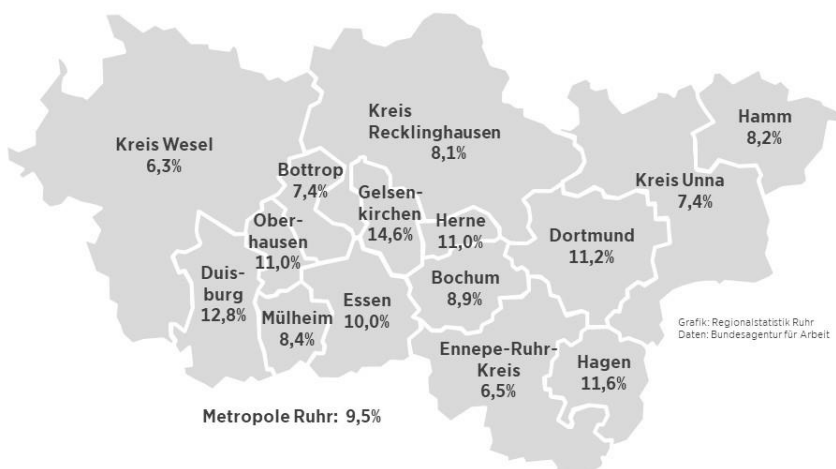 Kreis
Recklinghausen
8,1%
Hamm
8,2%
Kreis Wesel
6,3%
Bottrop
7,4%
Gelsen-
kirchen
14,6%
Kreis Unna
7,4%
Ober-
hausen
11,0%
Herne
11,0%
Dortmund
11,2%
Duis-
burg
12,8%
Mülheim
8,4%
Essen
10,0%
Bochum
8,9%
Grafik: Regionalstatistik Ruhr
Daten: Bundesagentur für Arbeit
Ennepe-Ruhr-
Kreis
6,5%
Hagen
11,6%
Metropole Ruhr: 9,5%